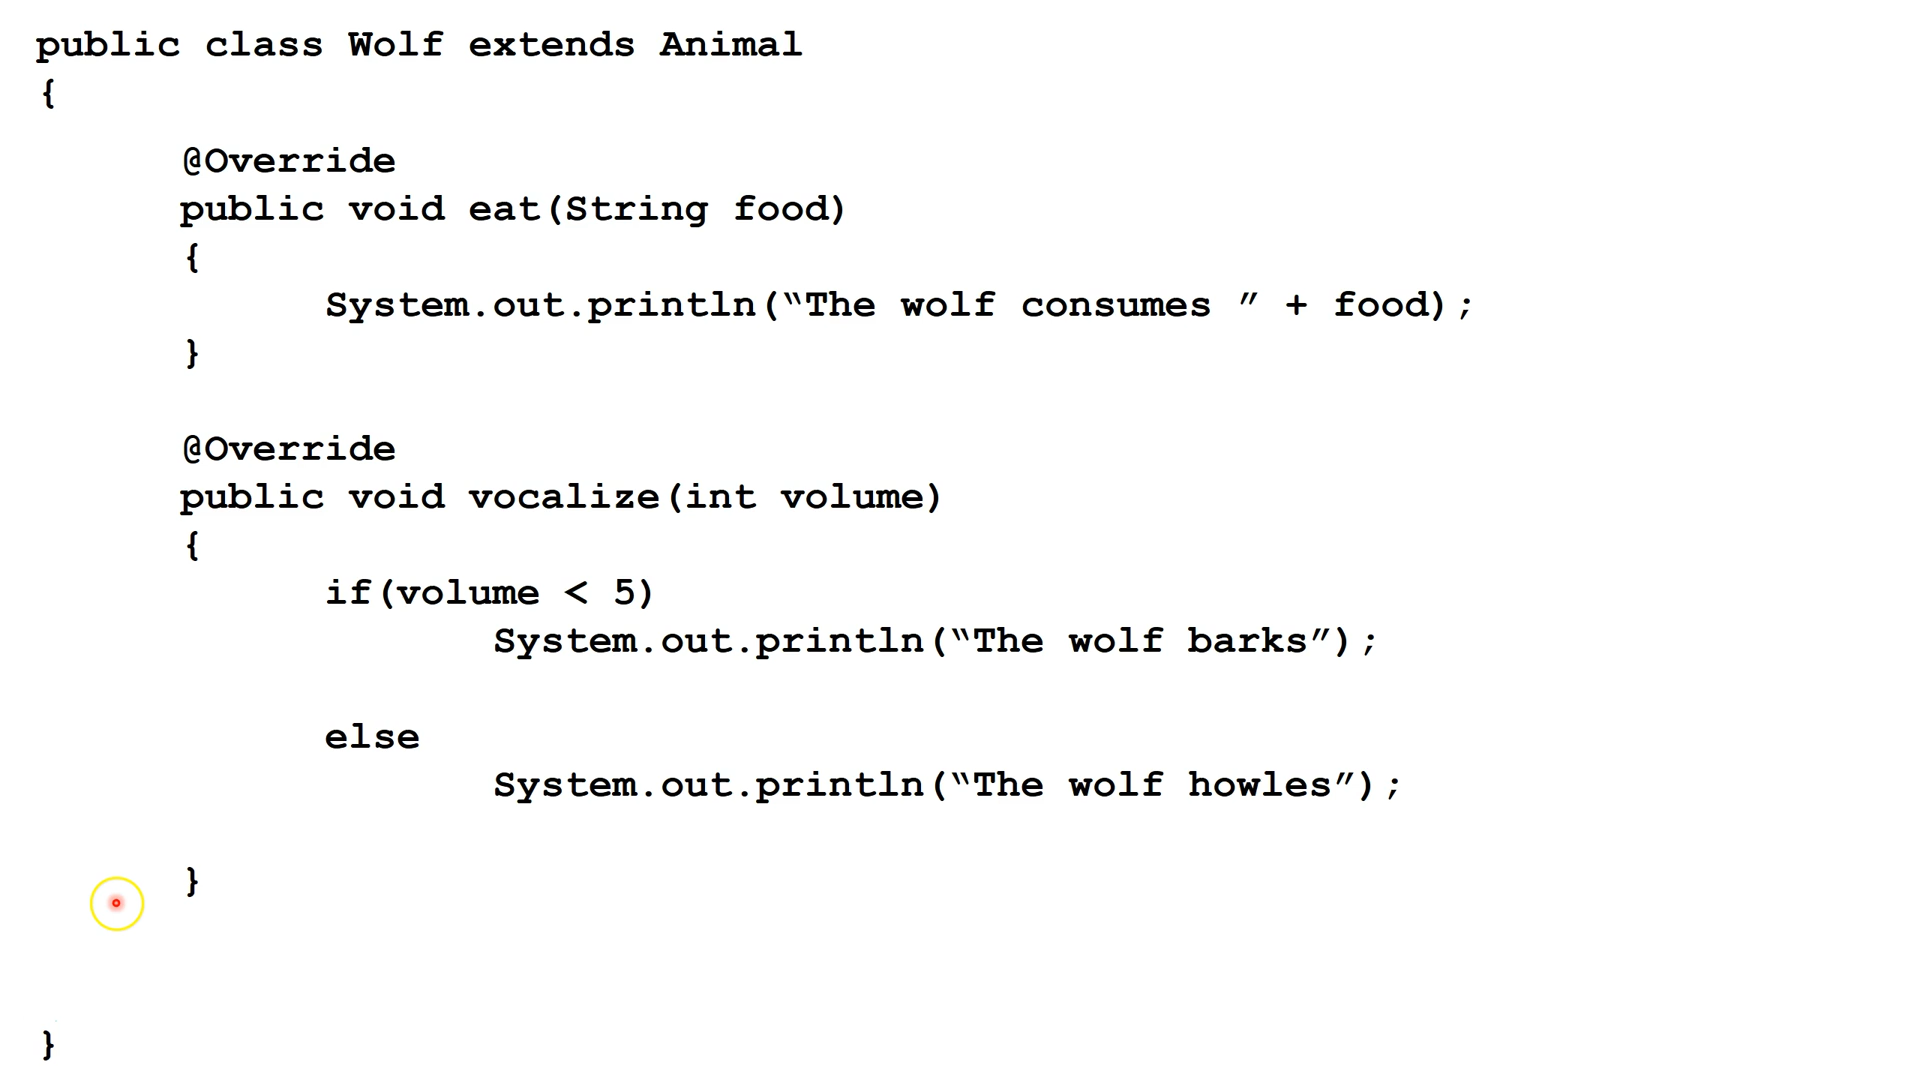 public class Wolf extends Animal
{
@Override
public void eat(String food)
{
System.out.println(“The wolf consumes ” + food);
}
@Override
public void vocalize(int volume)
{
if(volume < 5)
System.out.println(“The wolf barks”);
else
System.out.println(“The wolf howles”);
}
}